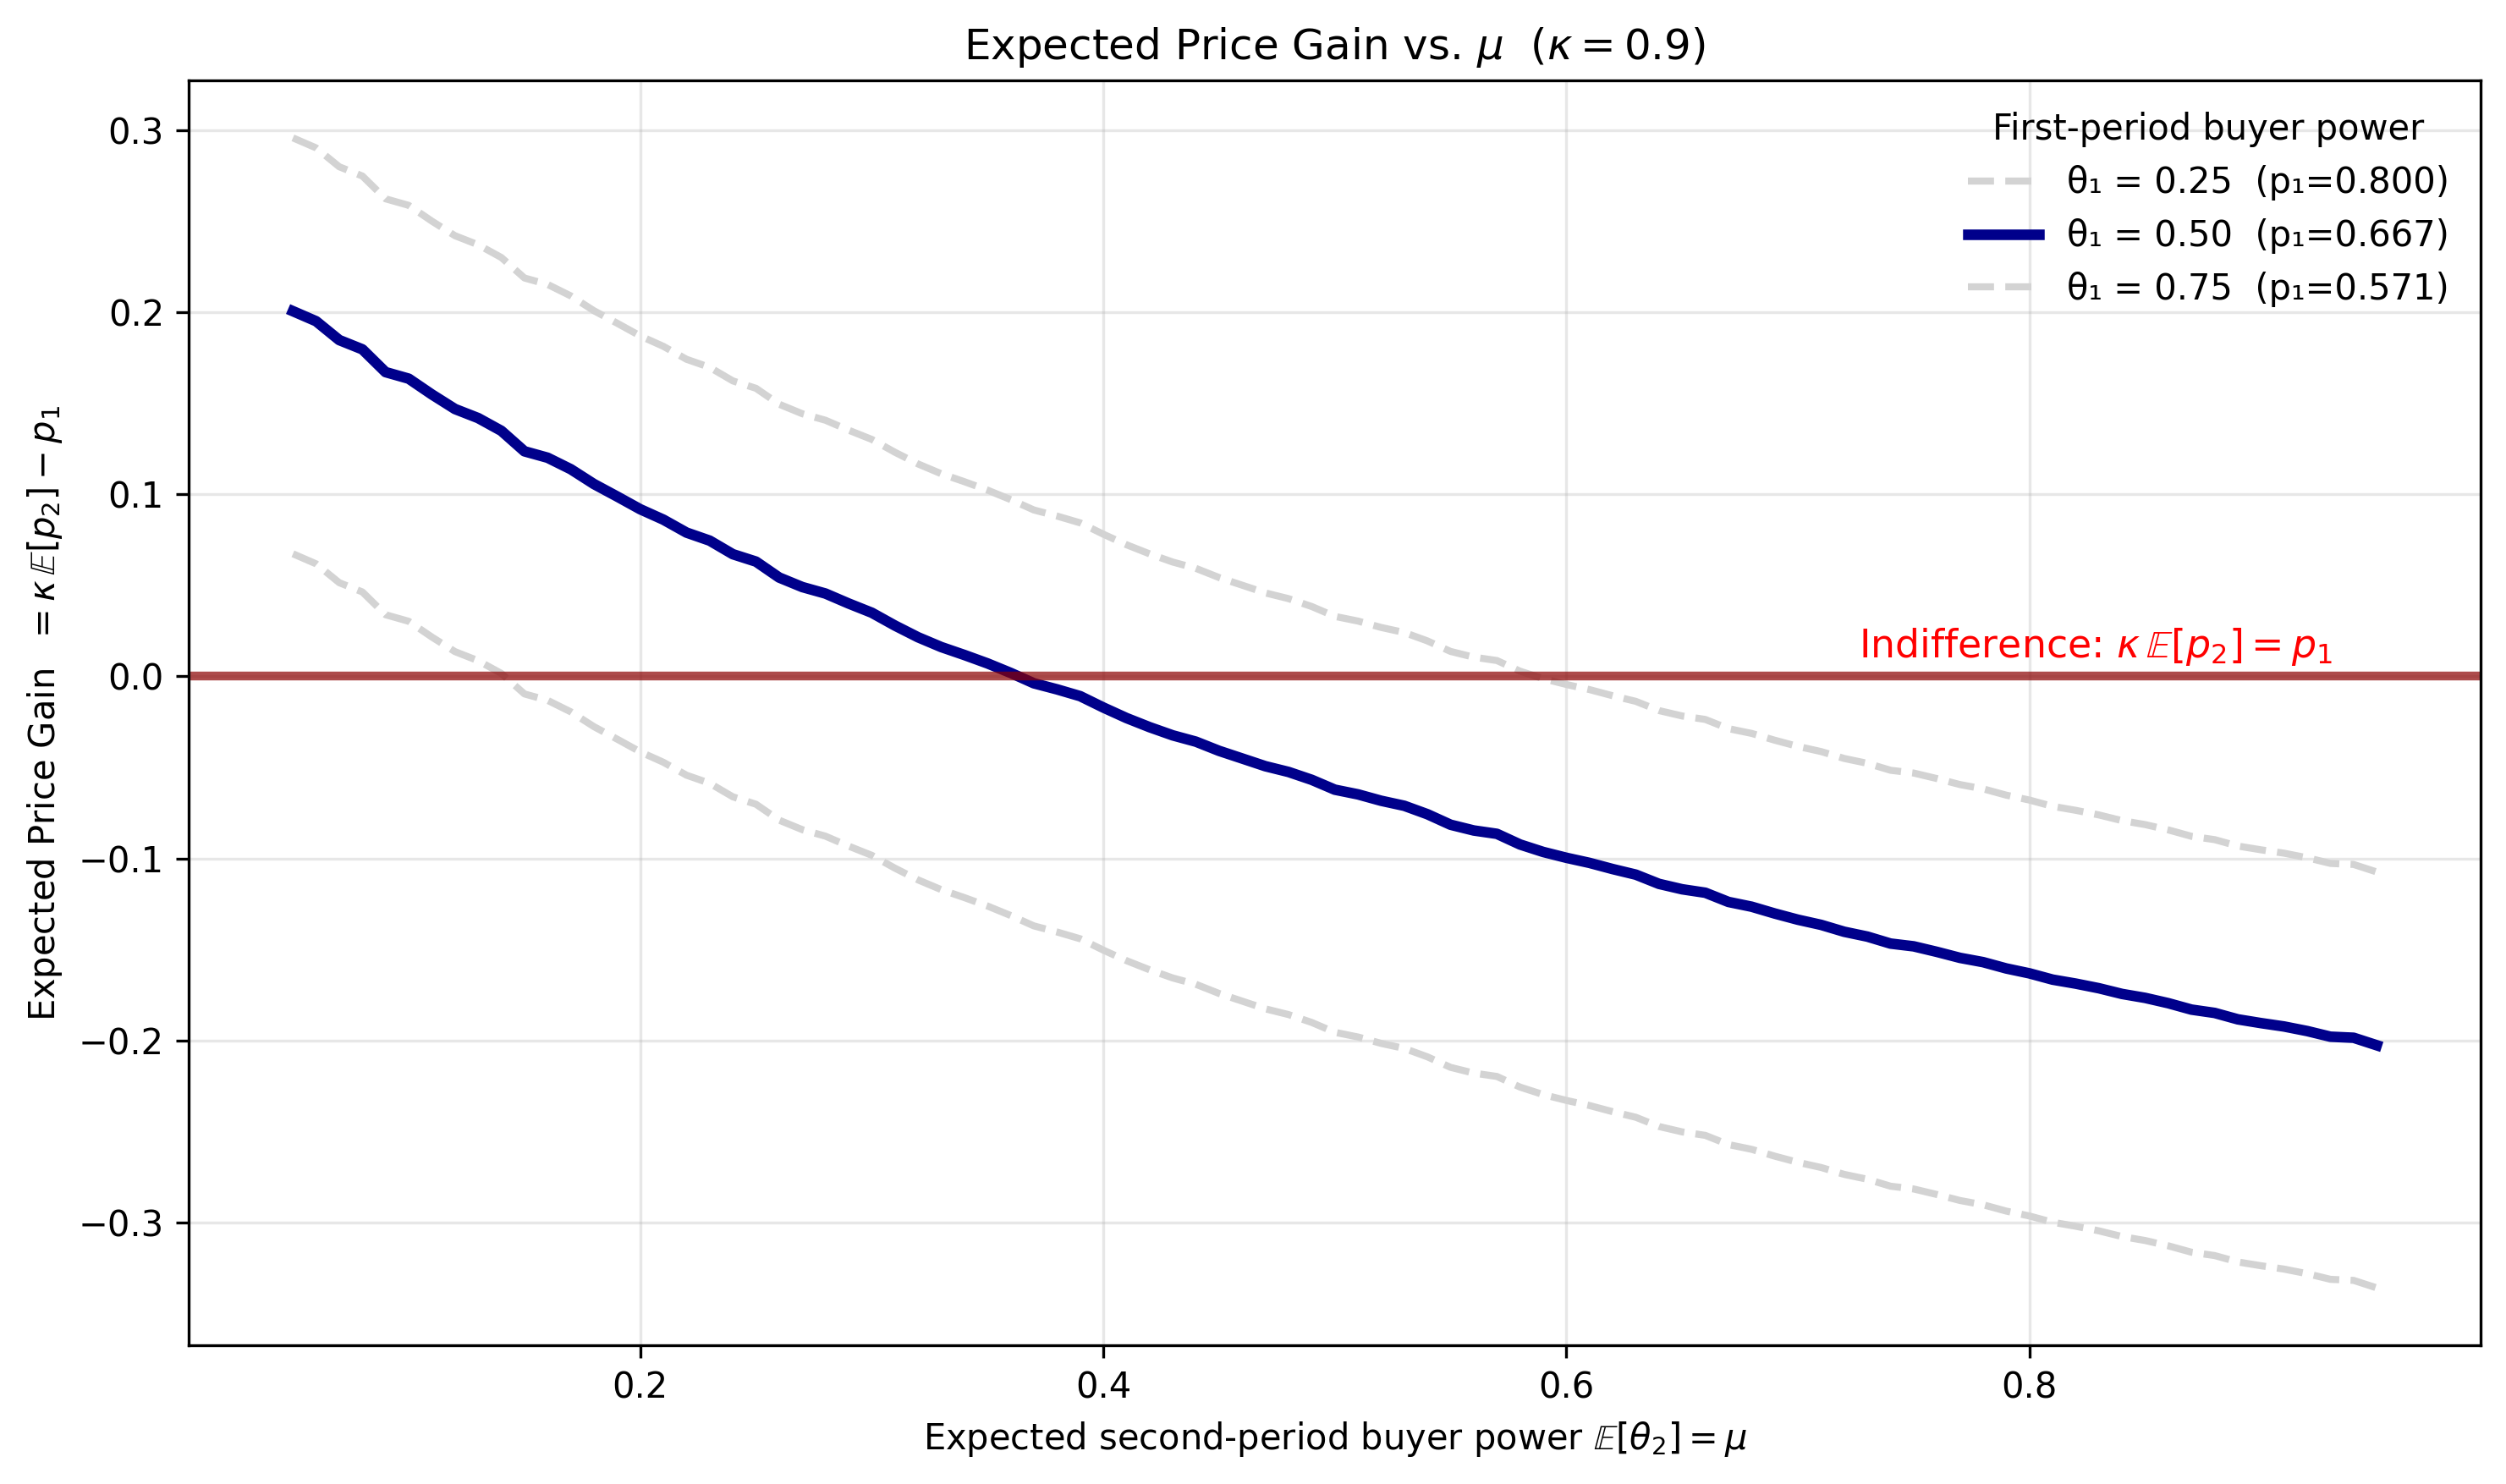 Expected Price Gain vs. μ (κ = 0.9)
Expected Price Gain = κ 𝔼[p₂] − p₁
0.3
0.2
0.1
0.0
−0.1
−0.2
−0.3
First-period buyer power
θ₁ = 0.25 (p₁=0.800)
θ₁ = 0.50 (p₁=0.667)
θ₁ = 0.75 (p₁=0.571)
Indifference: κ 𝔼[p₂] = p₁
0.2 0.4 0.6 0.8
Expected second-period buyer power 𝔼[θ₂] = μ